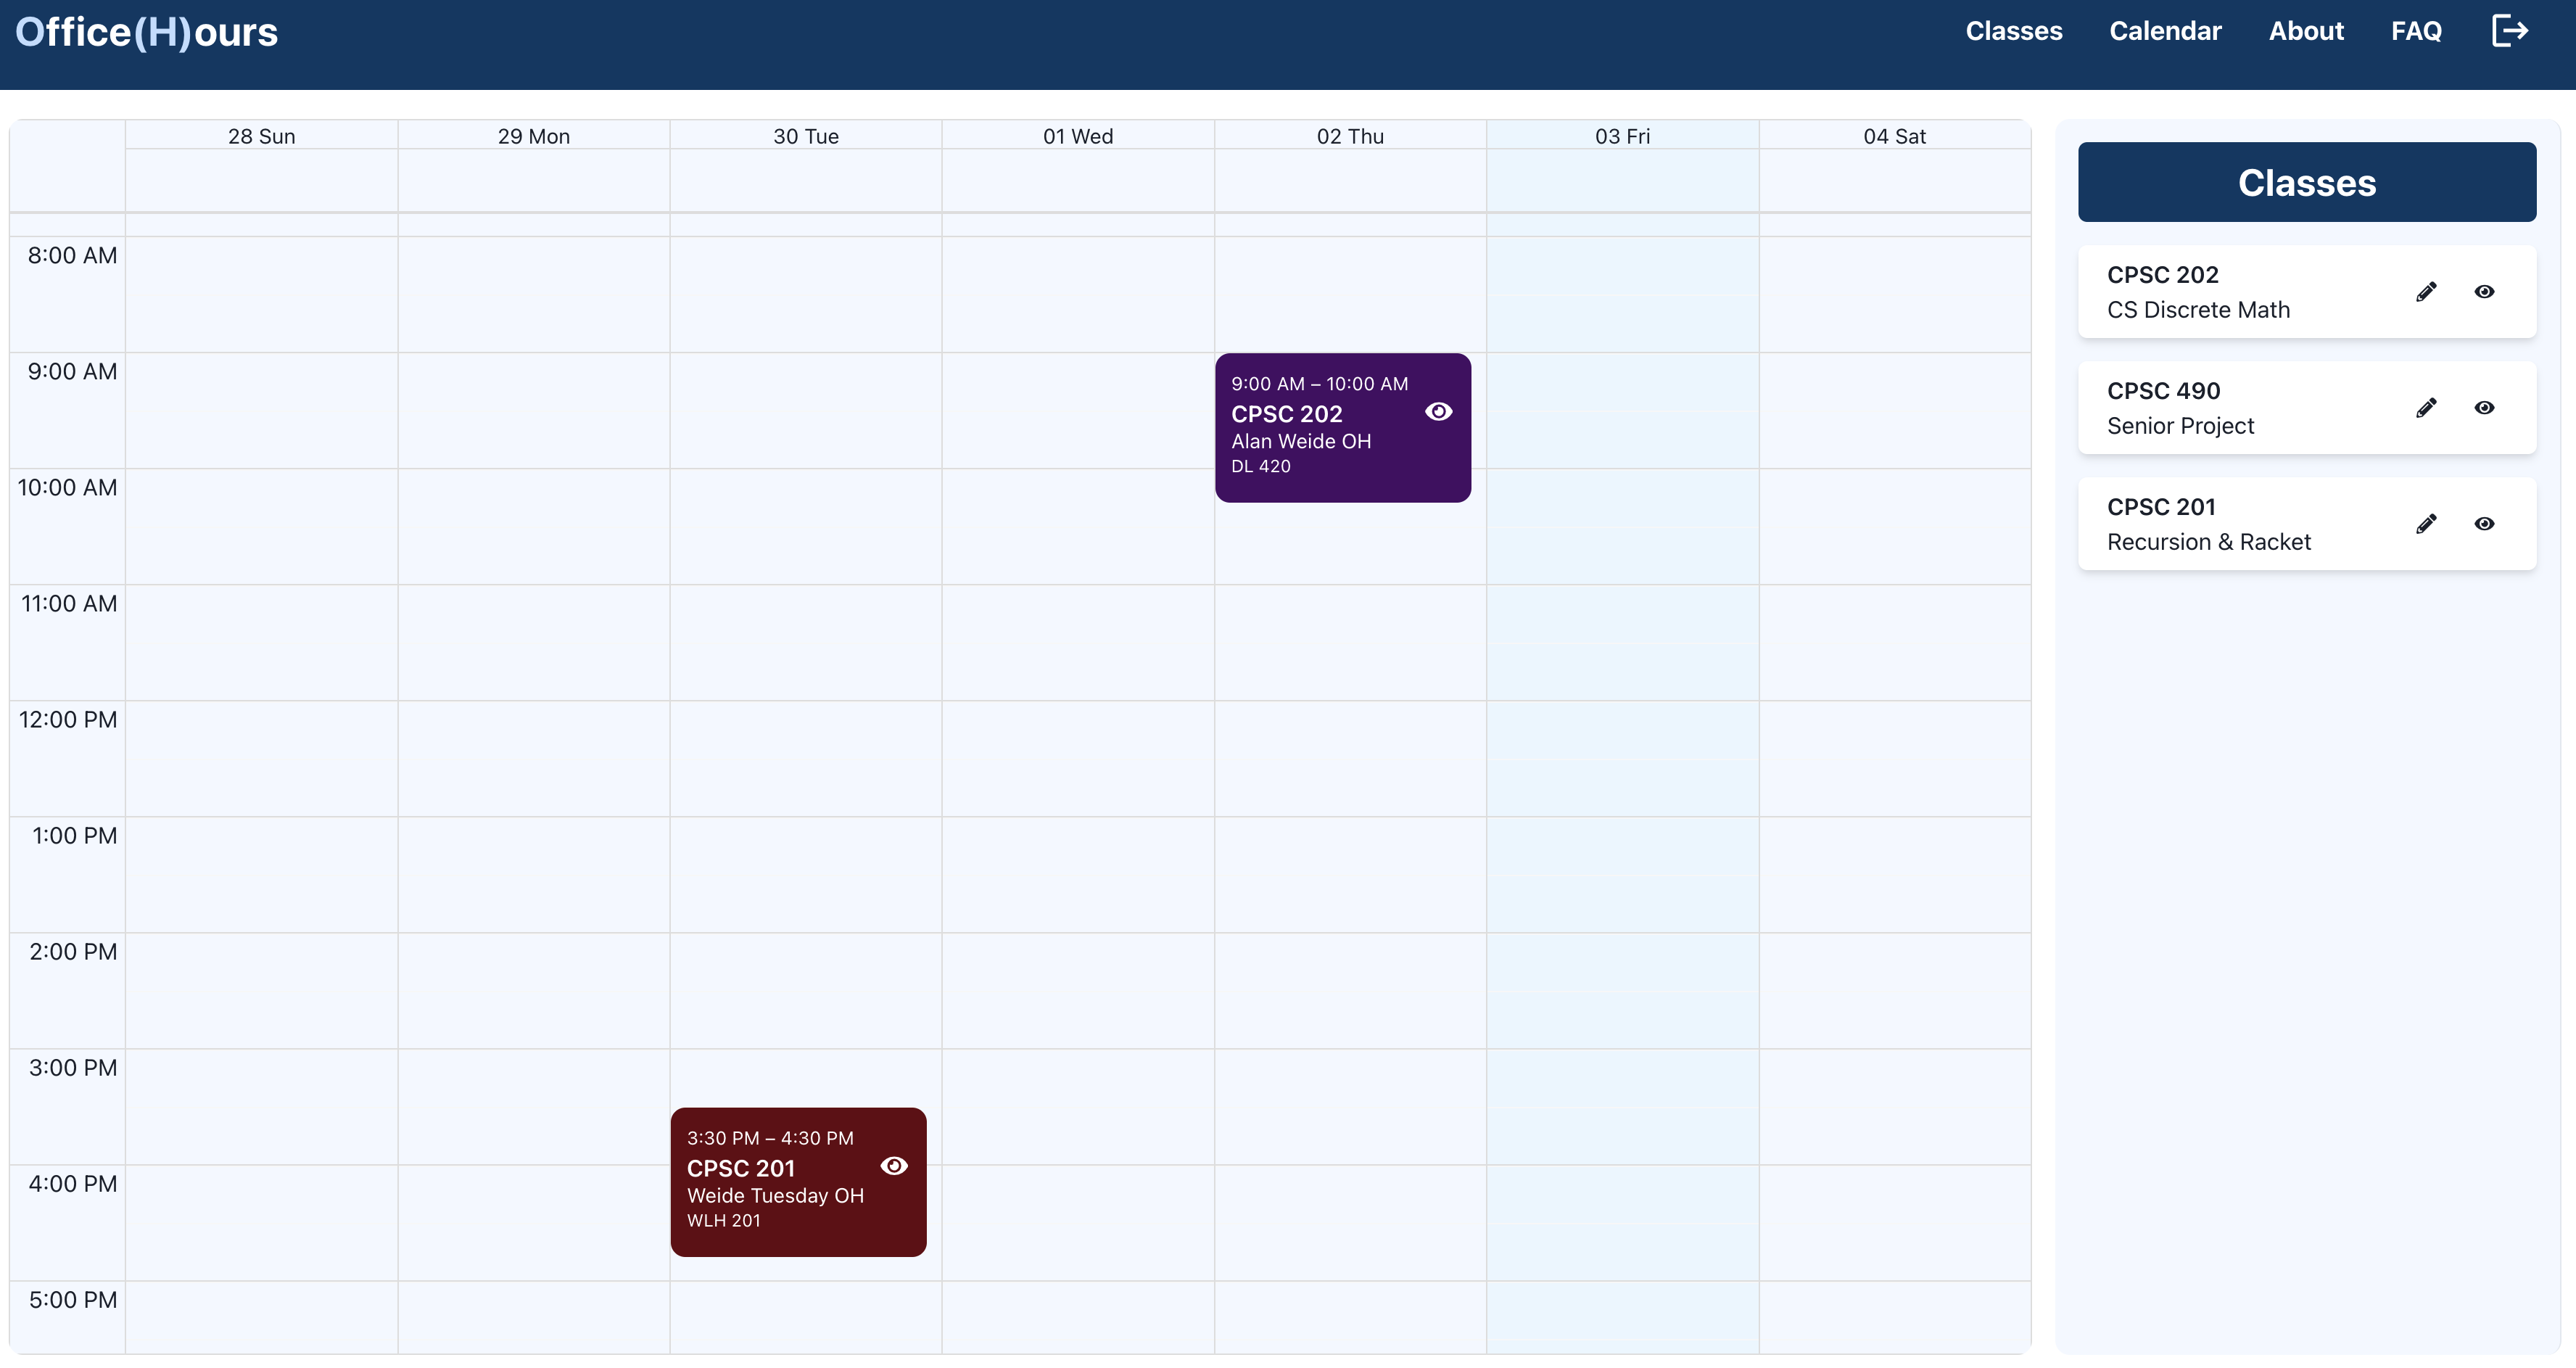 Office(H)ours
Classes Calendar About FAQ
28 Sun 29 Mon 30 Tue 01 Wed 02 Thu 03 Fri 04 Sat
8:00 AM
9:00 AM
10:00 AM
11:00 AM
12:00 PM
1:00 PM
2:00 PM
3:00 PM
4:00 PM
5:00 PM
9:00 AM – 10:00 AM
CPSC 202
Alan Weide OH
DL 420
3:30 PM – 4:30 PM
CPSC 201
Weide Tuesday OH
WLH 201
Classes
CPSC 202
CS Discrete Math
CPSC 490
Senior Project
CPSC 201
Recursion & Racket